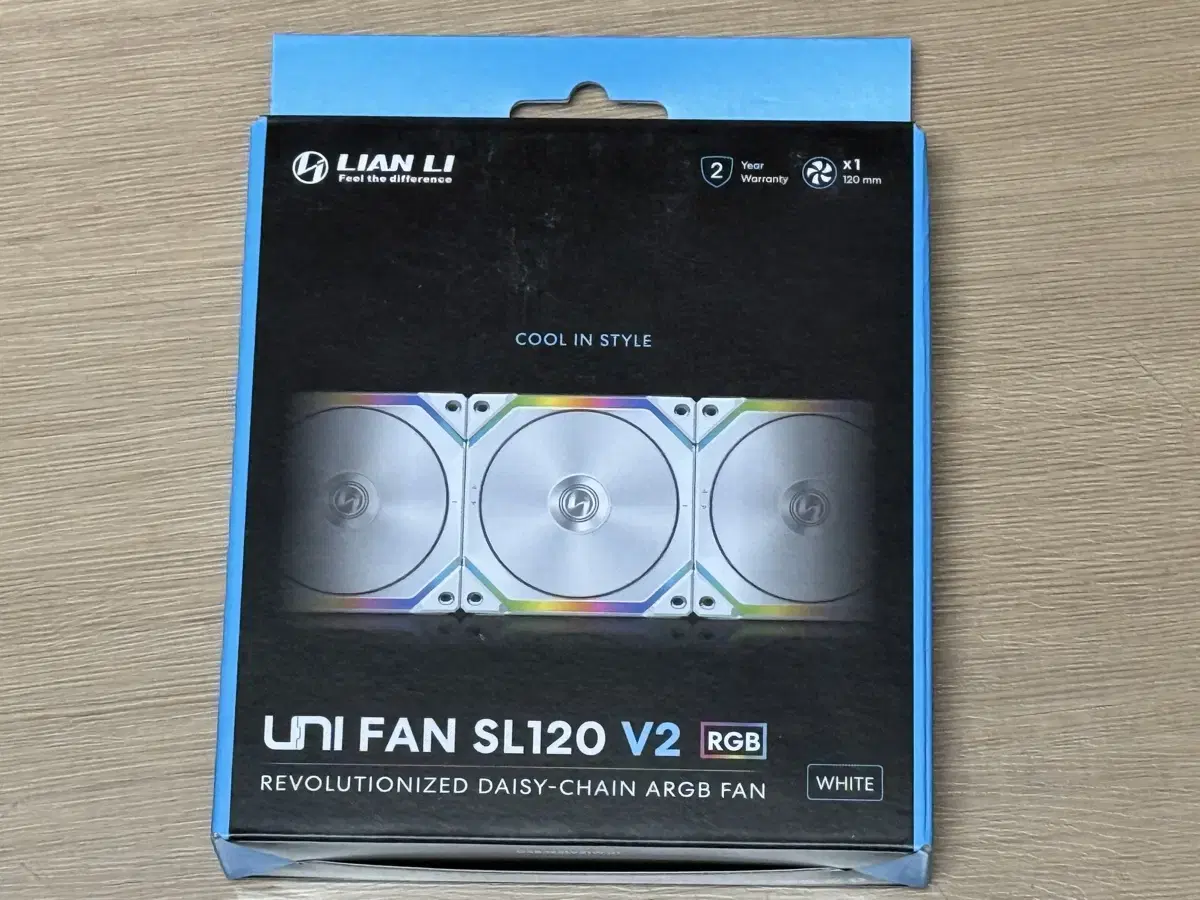 LIAN LI
Feel the difference
2 Year
Warranty
x1
120 mm
COOL IN STYLE
UNI FAN SL120 V2 RGB
REVOLUTIONIZED DAISY-CHAIN ARGB FAN
WHITE